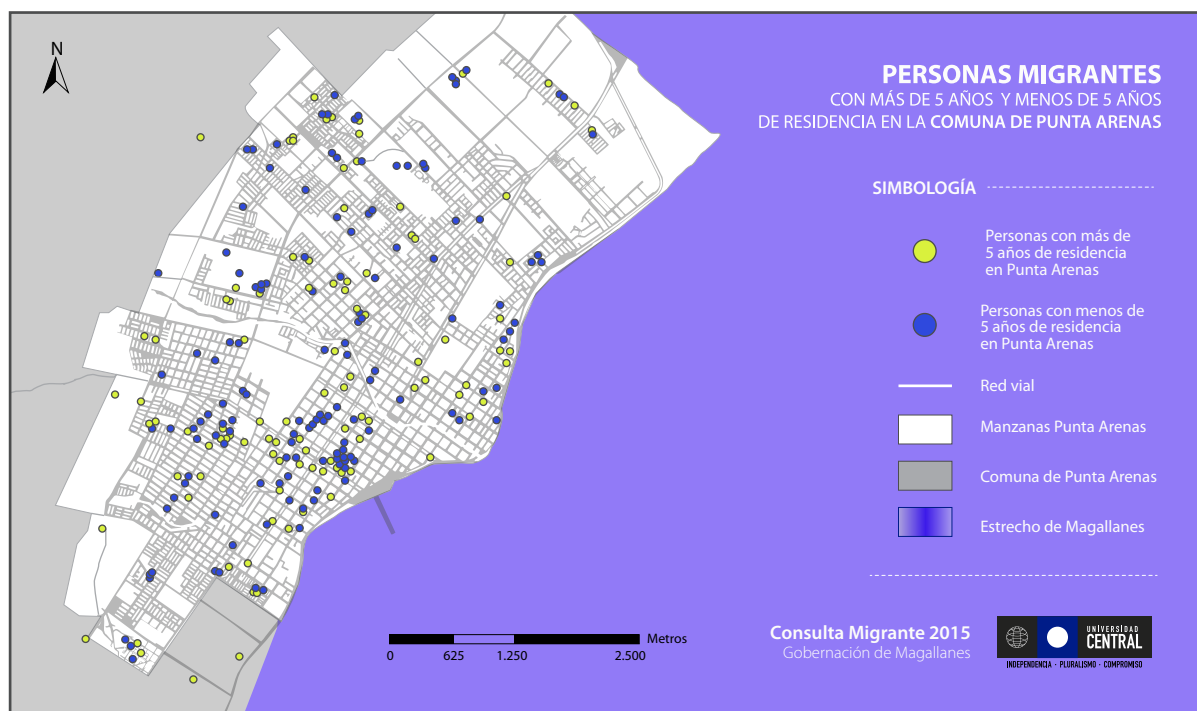 N
PERSONAS MIGRANTES
CON MÁS DE 5 AÑOS Y MENOS DE 5 AÑOS
DE RESIDENCIA EN LA COMUNA DE PUNTA ARENAS
SIMBOLOGÍA
Personas con más de
5 años de residencia
en Punta Arenas
Personas con menos de
5 años de residencia
en Punta Arenas
Red vial
Manzanas Punta Arenas
Comuna de Punta Arenas
Estrecho de Magallanes
Metros
0 625 1.250 2.500
Consulta Migrante 2015
Gobernación de Magallanes
UNIVERSIDAD
CENTRAL
INDEPENDENCIA · PLURALISMO · COMPROMISO